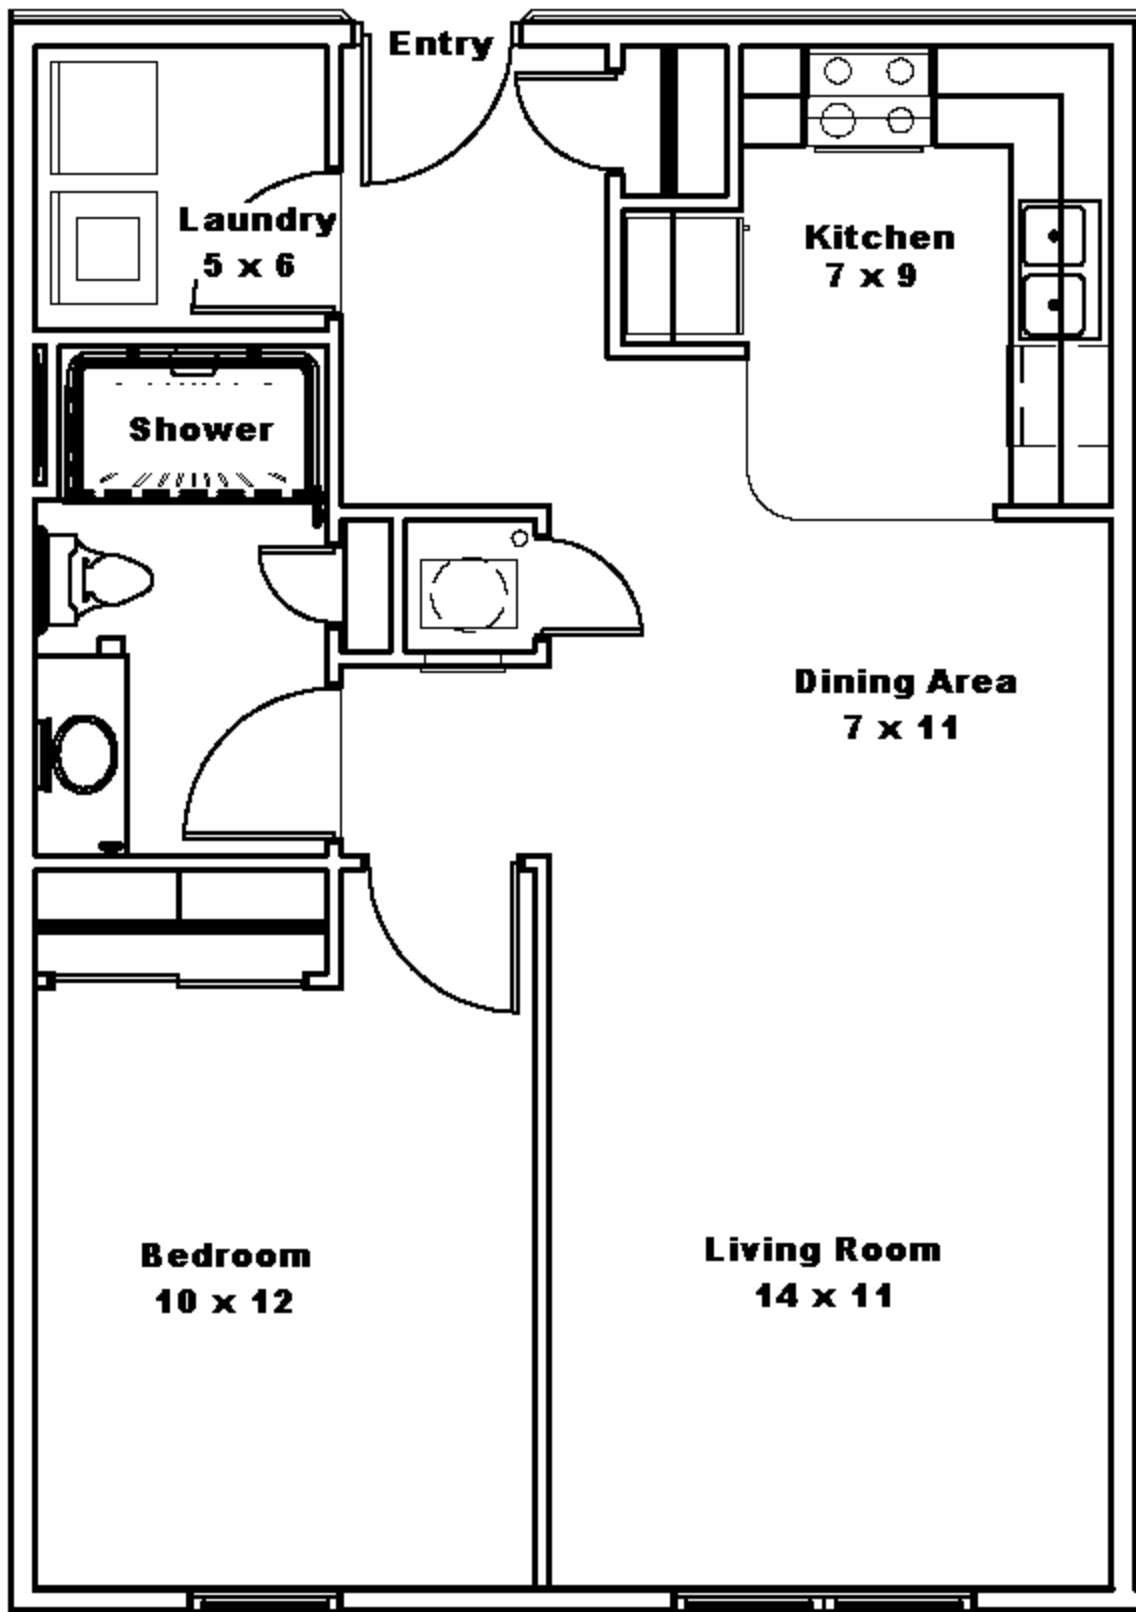 Entry
Laundry
5 x 6
Kitchen
7 x 9
Shower
Dining Area
7 x 11
Bedroom
10 x 12
Living Room
14 x 11